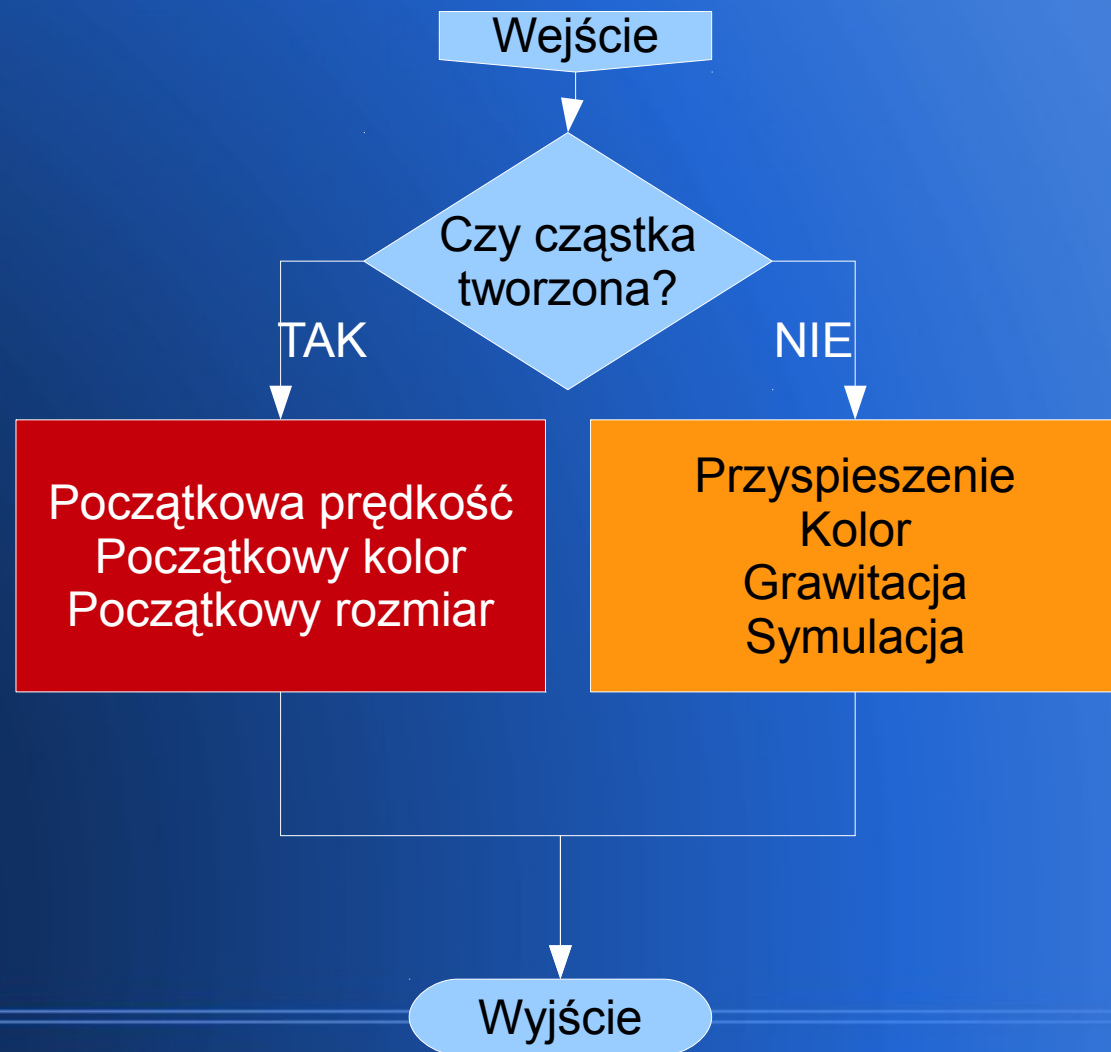 Wejście
Czy cząstka
tworzona?
TAK
NIE
Początkowa prędkość
Początkowy kolor
Początkowy rozmiar
Przyspieszenie
Kolor
Grawitacja
Symulacja
Wyjście